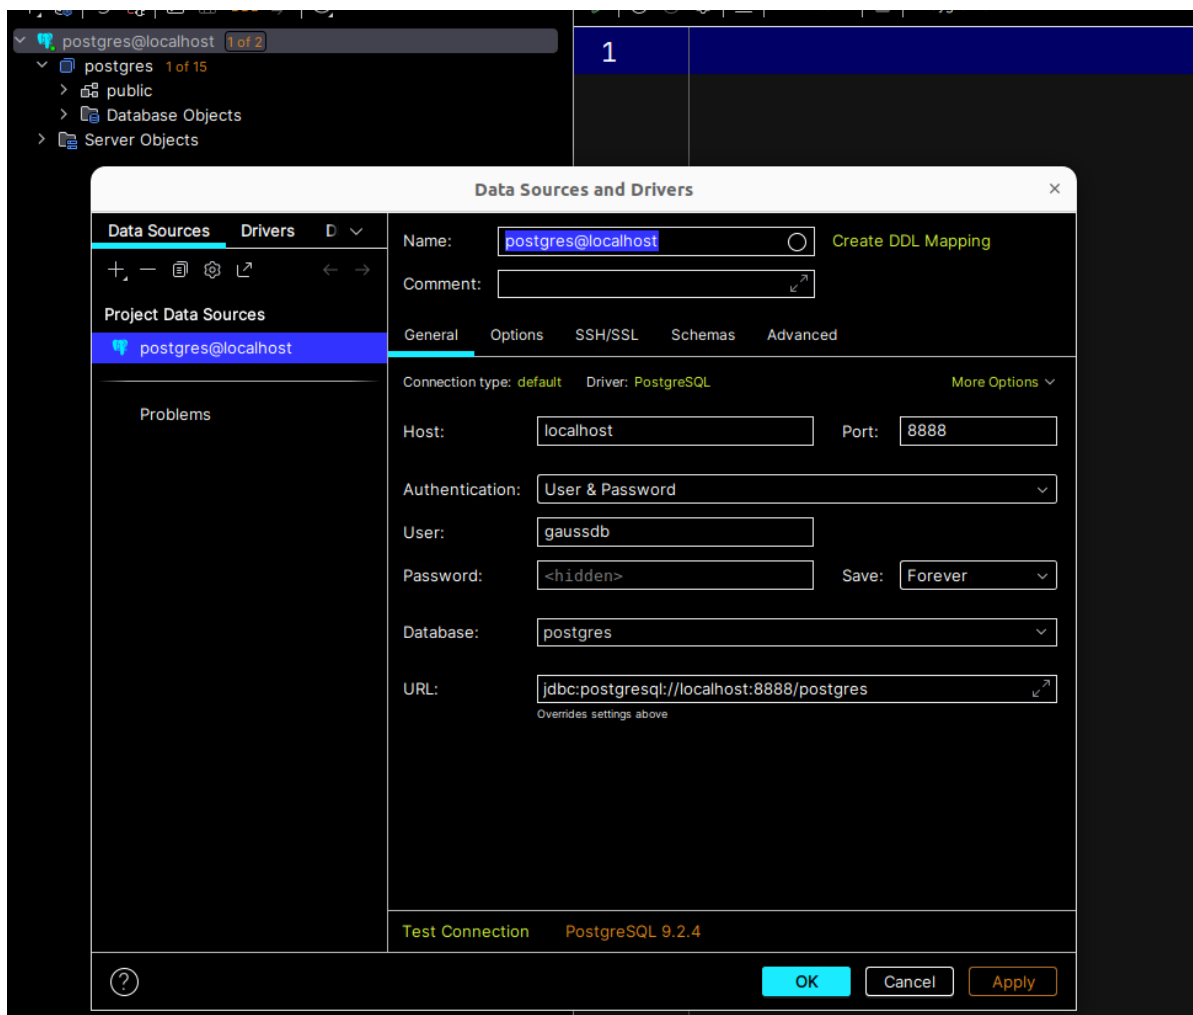 postgres@localhost 1 of 2
postgres 1 of 15
public
Database Objects
Server Objects
1
Data Sources and Drivers
Data Sources Drivers D
Project Data Sources
postgres@localhost
Problems
Name: postgres@localhost Create DDL Mapping
Comment:
General Options SSH/SSL Schemas Advanced
Connection type: default Driver: PostgreSQL More Options
Host: localhost Port: 8888
Authentication: User & Password
User: gaussdb
Password: <hidden> Save: Forever
Database: postgres
URL: jdbc:postgresql://localhost:8888/postgres
Overrides settings above
Test Connection PostgreSQL 9.2.4
? OK Cancel Apply